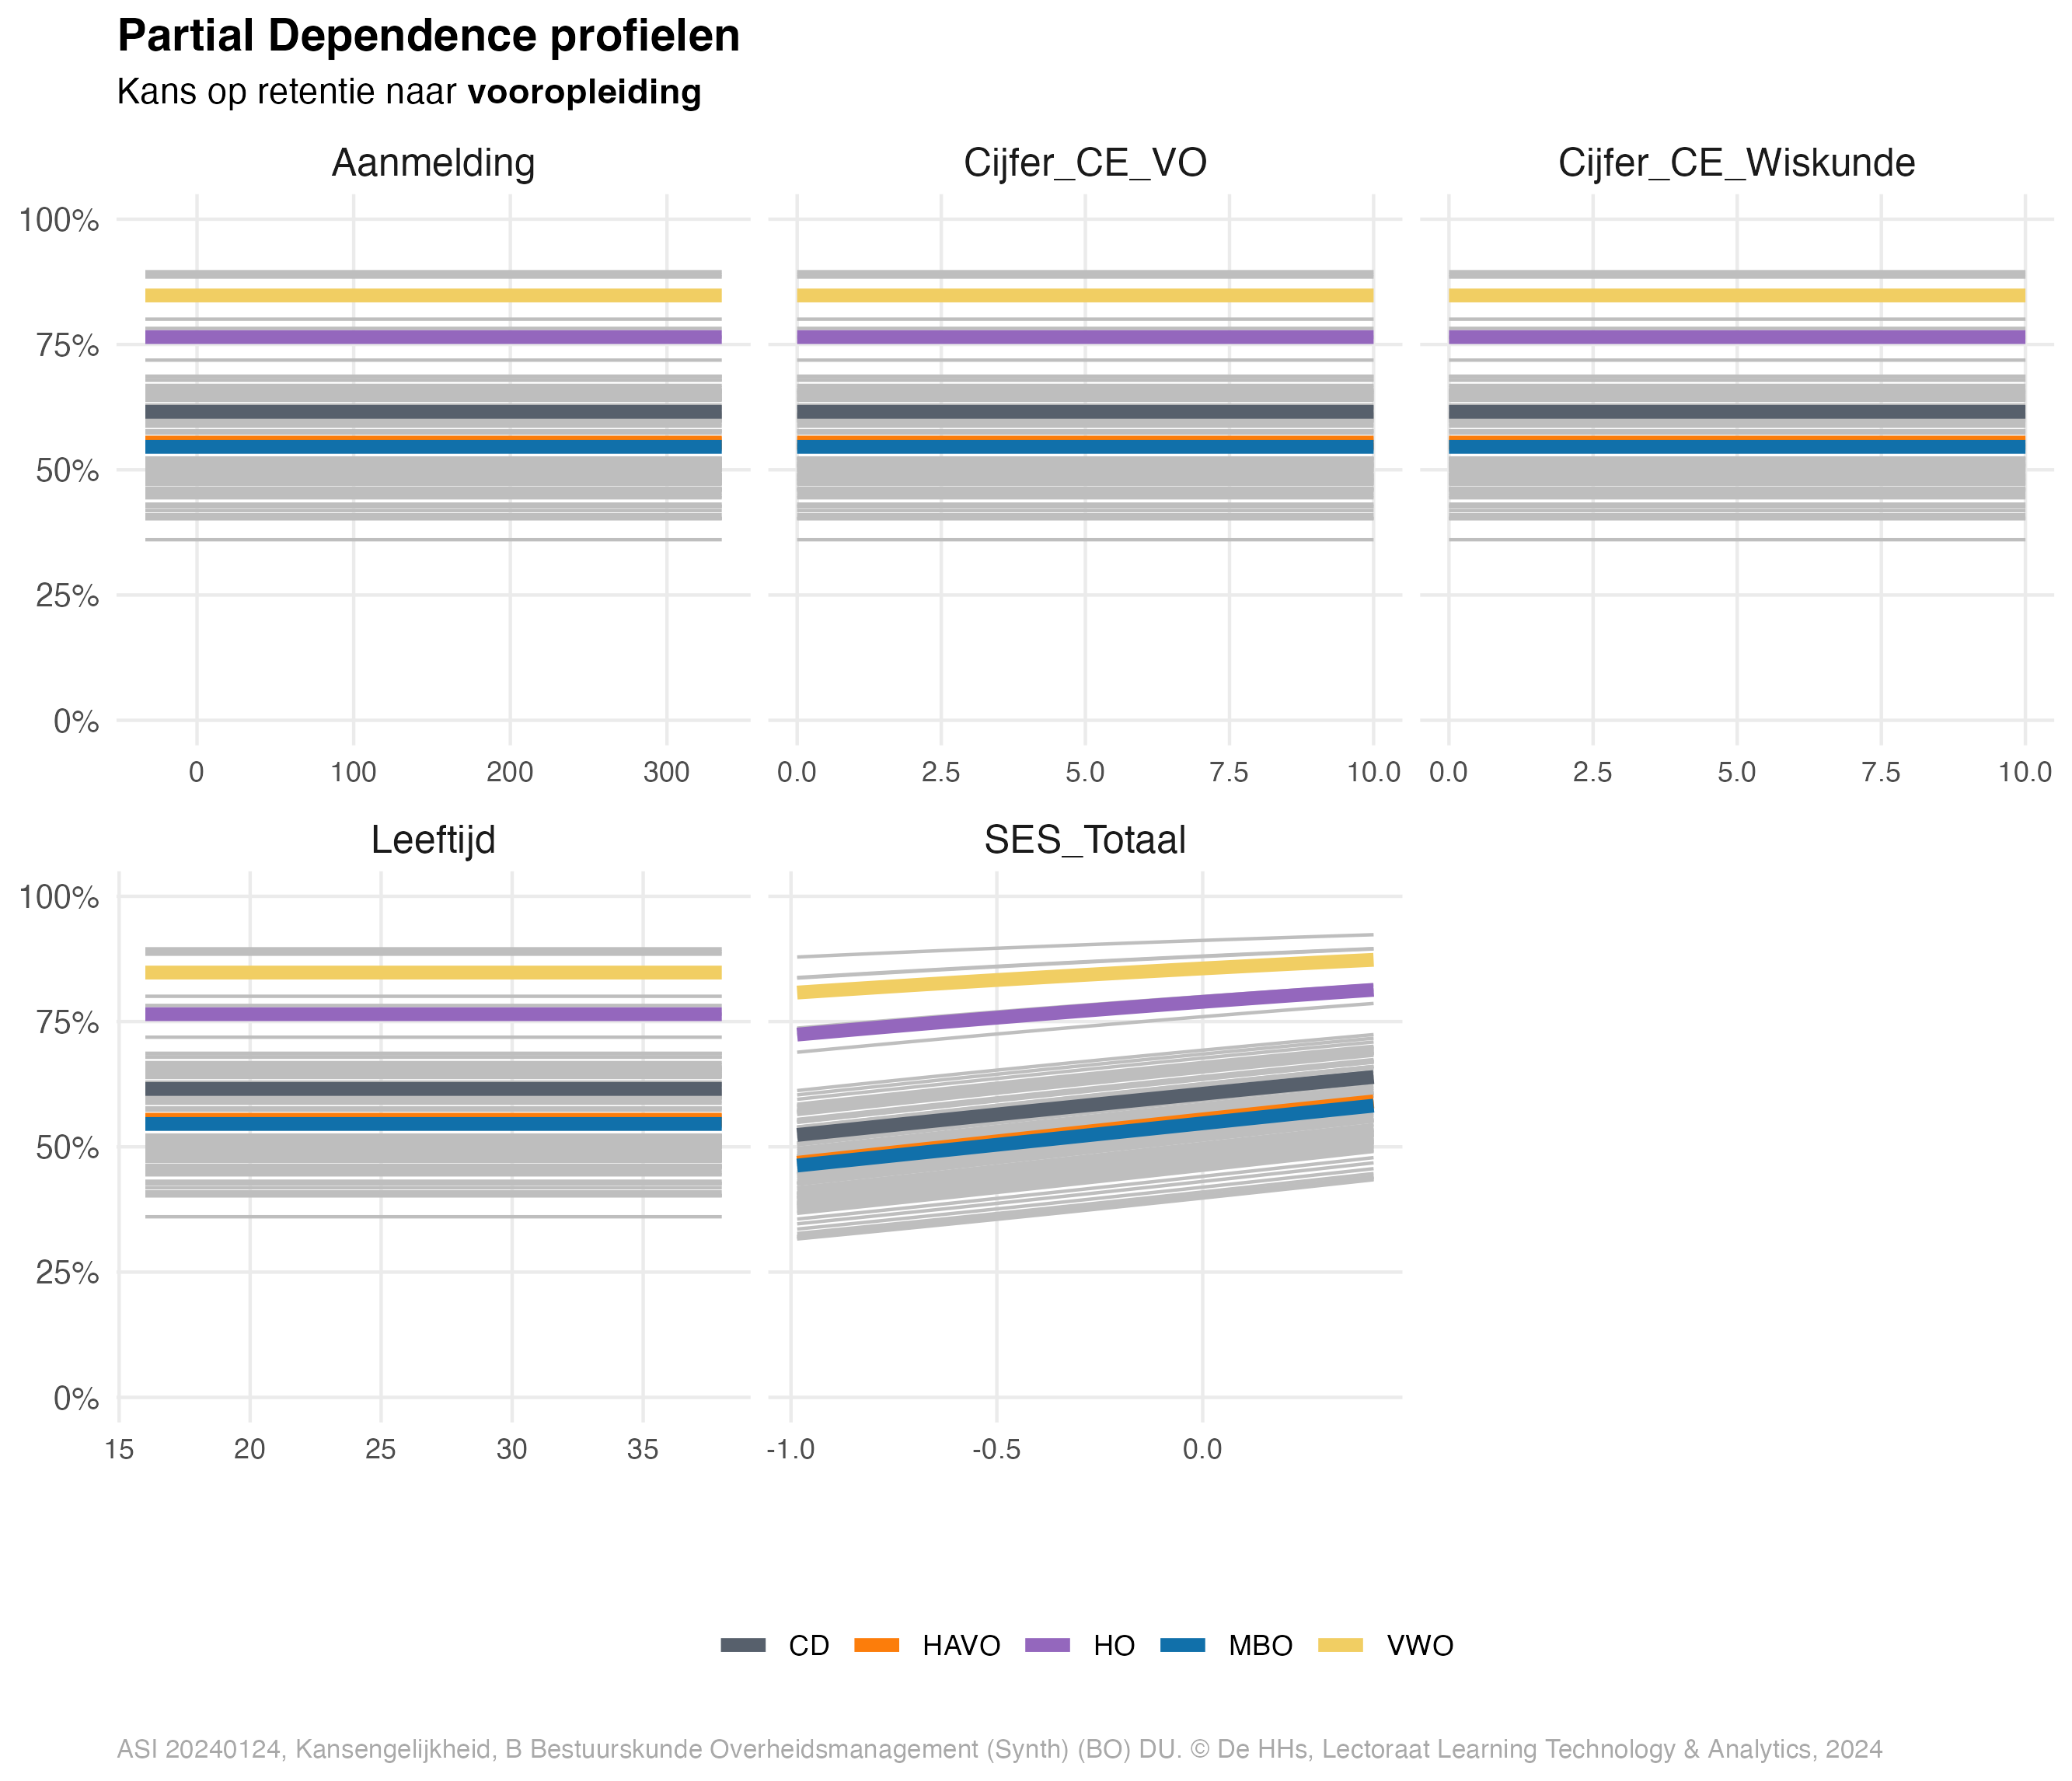 Partial Dependence profielen
Kans op retentie naar vooropleiding
Aanmelding Cijfer_CE_VO Cijfer_CE_Wiskunde
100%
75%
50%
25%
0%
0 100 200 300 0.0 2.5 5.0 7.5 10.0 0.0 2.5 5.0 7.5 10.0
Leeftijd SES_Totaal
100%
75%
50%
25%
0%
15 20 25 30 35 -1.0 -0.5 0.0
CD HAVO HO MBO VWO
ASI 20240124, Kansengelijkheid, B Bestuurskunde Overheidsmanagement (Synth) (BO) DU. © De HHs, Lectoraat Learning Technology & Analytics, 2024